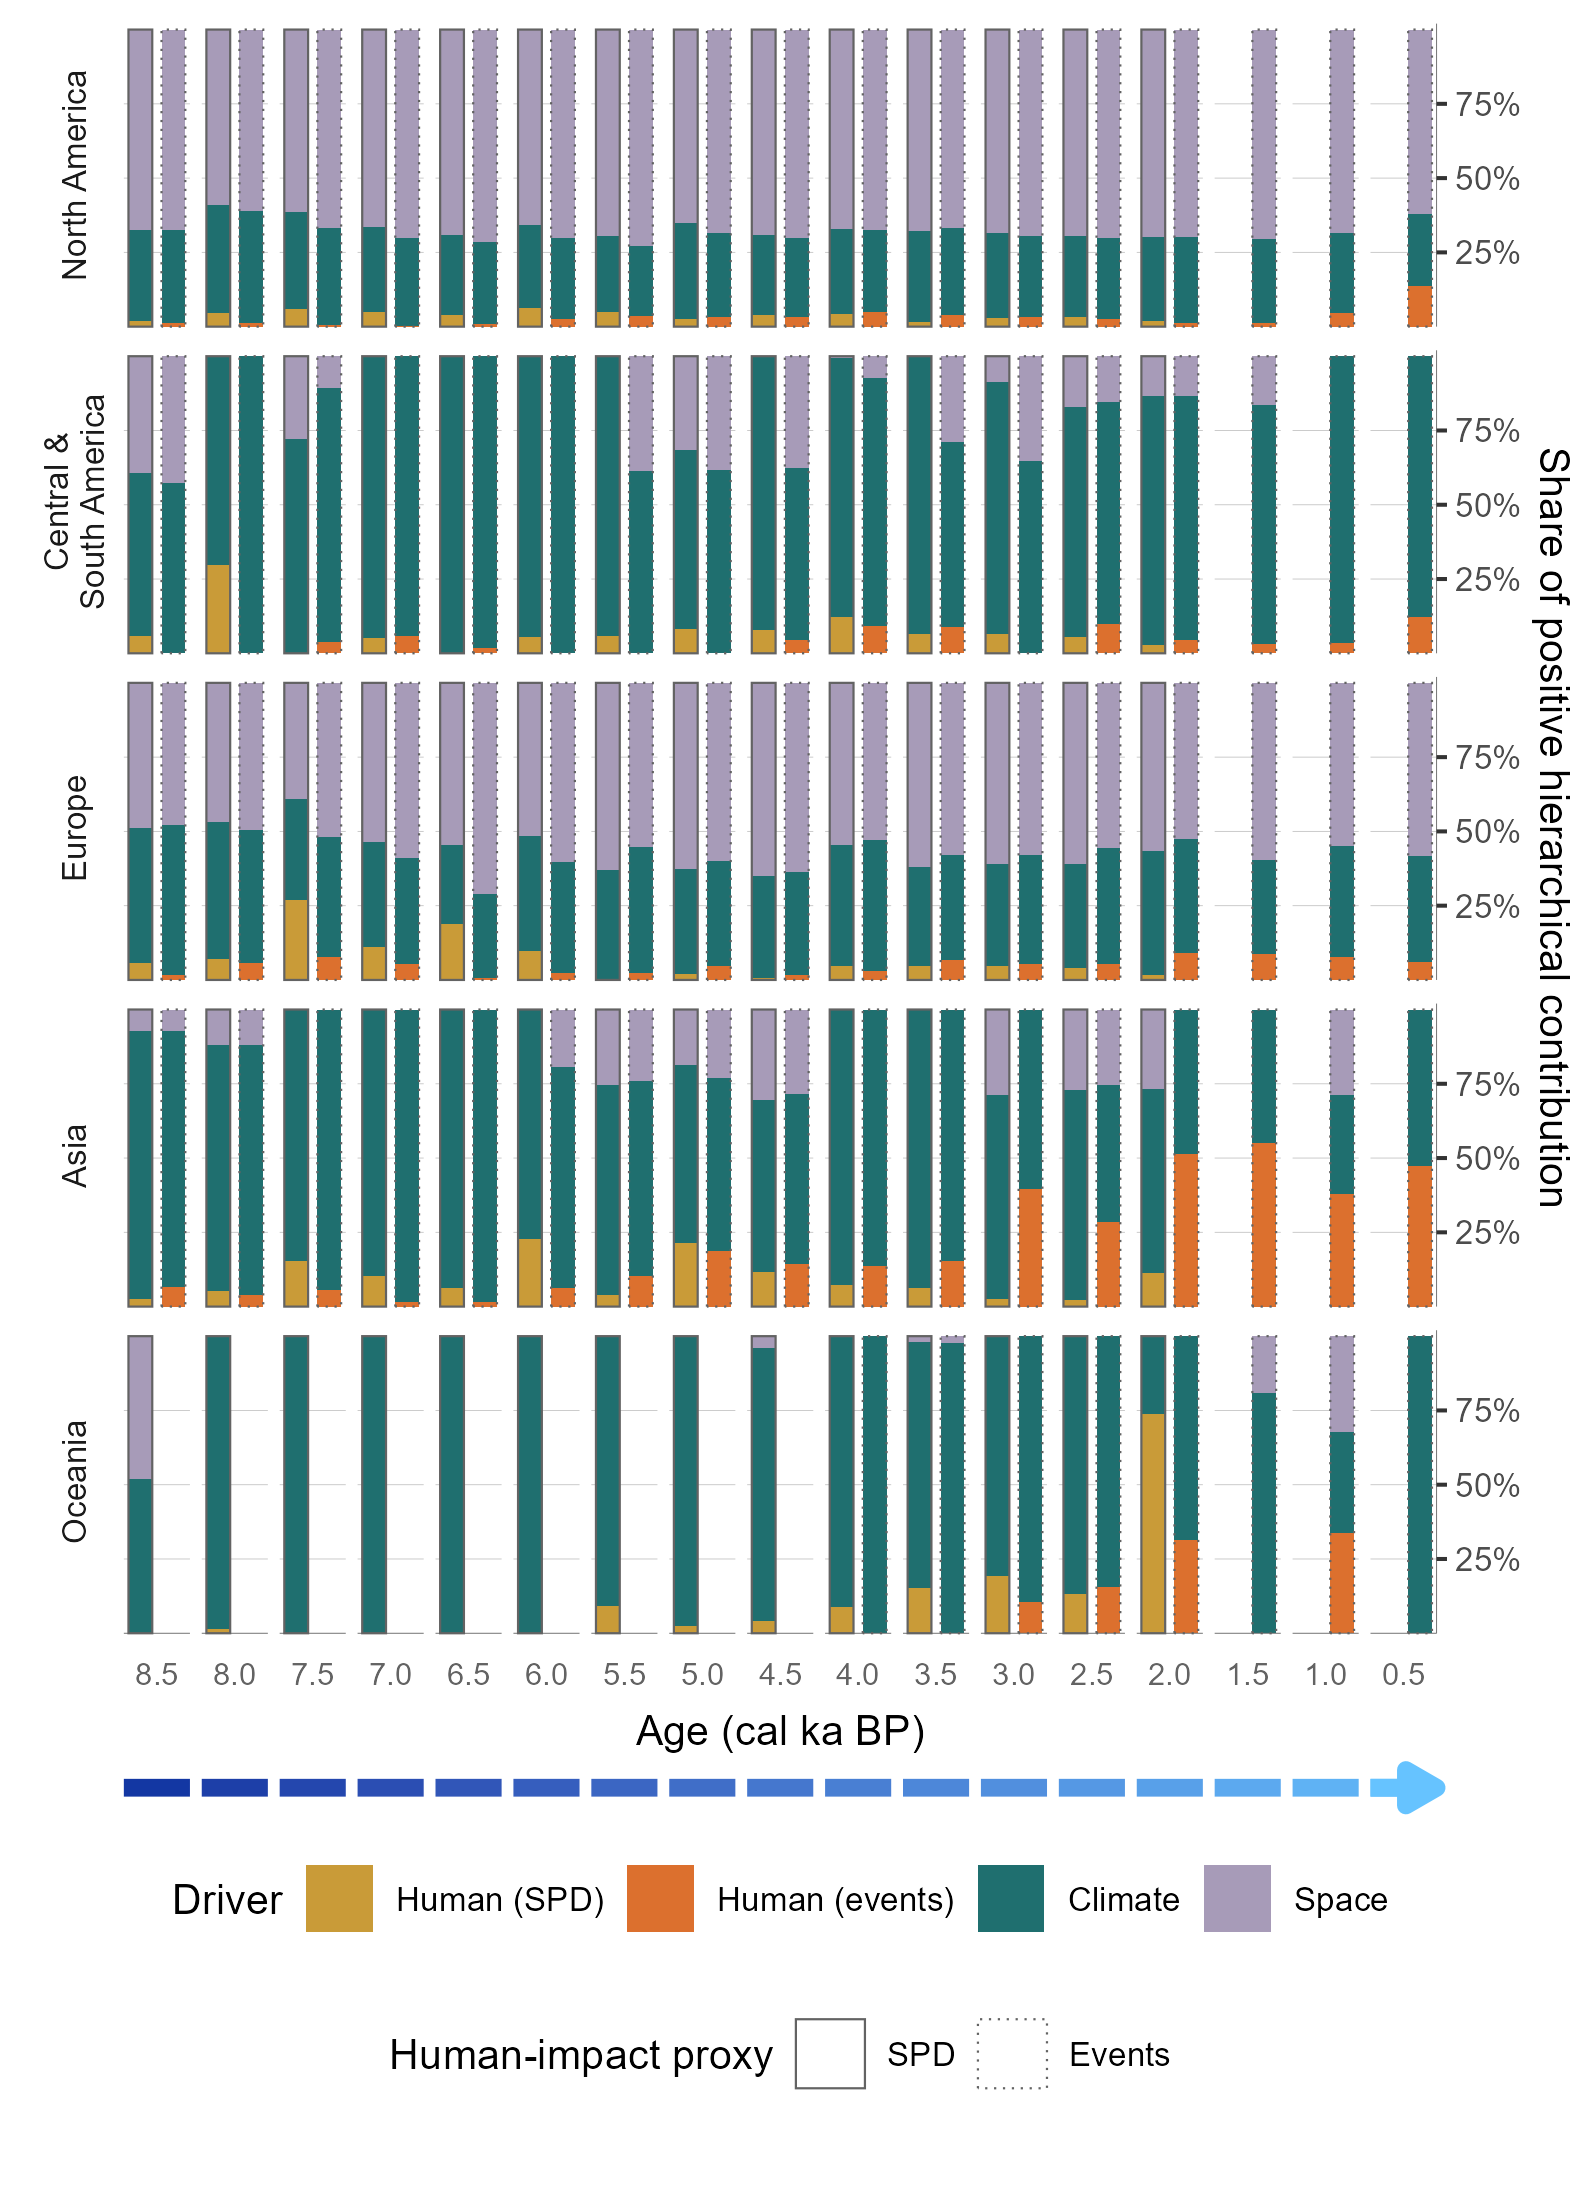 North America
75%
50%
25%
Central &
South America
75%
50%
25%
Europe
75%
50%
25%
Asia
75%
50%
25%
Oceania
75%
50%
25%
Share of positive hierarchical contribution
8.5 8.0 7.5 7.0 6.5 6.0 5.5 5.0 4.5 4.0 3.5 3.0 2.5 2.0 1.5 1.0 0.5
Age (cal ka BP)
Driver Human (SPD) Human (events) Climate Space
Human-impact proxy SPD Events